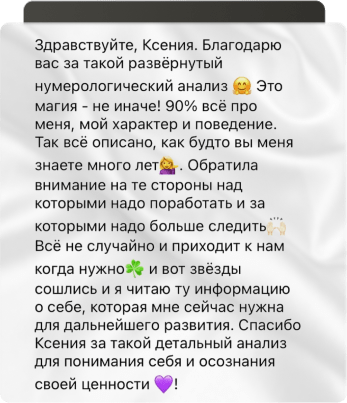 Здравствуйте, Ксения. Благодарю
вас за такой развёрнутый
нумерологический анализ 🤗 Это
магия - не иначе! 90% всё про
меня, мой характер и поведение.
Так всё описано, как будто вы меня
знаете много лет💁‍♀️. Обратила
внимание на те стороны над
которыми надо поработать и за
которыми надо больше следить🙌🏻
Всё не случайно и приходит к нам
когда нужно☘️ и вот звёзды
сошлись и я читаю ту информацию
о себе, которая мне сейчас нужна
для дальнейшего развития. Спасибо
Ксения за такой детальный анализ
для понимания себя и осознания
своей ценности 💜!